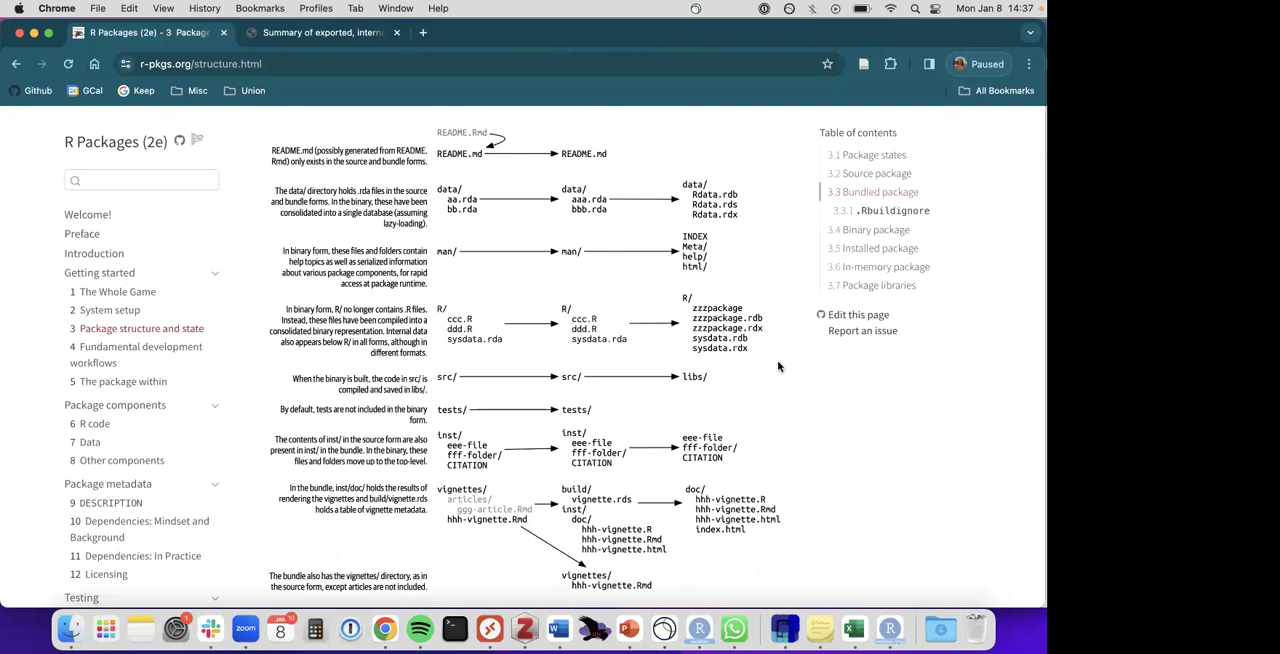 Chrome File Edit View History Bookmarks Profiles Tab Window Help Mon Jan 8 14:37
R Packages (2e) - 3 Package Summary of exported, intern
r-pkgs.org/structure.html Paused
Github GCal Keep Misc Union All Bookmarks
R Packages (2e)
Welcome!
Preface
Introduction
Getting started
1 The Whole Game
2 System setup
3 Package structure and state
4 Fundamental development
workflows
5 The package within
Package components
6 R code
7 Data
8 Other components
Package metadata
9 DESCRIPTION
10 Dependencies: Mindset and
Background
11 Dependencies: In Practice
12 Licensing
Testing
README.Rmd
README.md (possibly generated from README.
Rmd) only exists in the source and bundle forms.
README.md README.md
The data/ directory holds .rda files in the source
and bundle forms. In the binary, these have been
consolidated into a single database (assuming
lazy-loading).
data/
aa.rda
bb.rda
data/
aaa.rda
bbb.rda
data/
Rdata.rdb
Rdata.rds
Rdata.rdx
In binary form, these files and folders contain
help topics as well as serialized information
about various package components, for rapid
access at package runtime.
man/ man/
INDEX
Meta/
help/
html/
In binary form, R/ no longer contains .R files.
Instead, these files have been compiled into a
consolidated binary representation. Internal data
also appears below R/ in all forms, although in
different formats.
R/
ccc.R
ddd.R
sysdata.rda
R/
ccc.R
ddd.R
sysdata.rda
R/
zzzpackage
zzzpackage.rdb
zzzpackage.rdx
sysdata.rdb
sysdata.rdx
When the binary is built, the code in src/ is
compiled and saved in libs/.
src/ src/ libs/
By default, tests are not included in the binary
form.
tests/ tests/
The contents of inst/ in the source form are also
present in inst/ in the bundle. In the binary, these
files and folders move up to the top-level.
inst/
eee-file
fff-folder/
CITATION
inst/
eee-file
fff-folder/
CITATION
eee-file
fff-folder/
CITATION
In the bundle, inst/doc/ holds the results of
rendering the vignettes and build/vignette.rds
holds a table of vignette metadata.
vignettes/
articles/
ggg-article.Rmd
hhh-vignette.Rmd
build/
vignette.rds
inst/
doc/
hhh-vignette.R
hhh-vignette.Rmd
hhh-vignette.html
doc/
hhh-vignette.R
hhh-vignette.Rmd
hhh-vignette.html
index.html
The bundle also has the vignettes/ directory, as in
the source form, except articles are not included.
vignettes/
hhh-vignette.Rmd
Table of contents
3.1 Package states
3.2 Source package
3.3 Bundled package
3.3.1 .Rbuildignore
3.4 Binary package
3.5 Installed package
3.6 In-memory package
3.7 Package libraries
Edit this page
Report an issue
zoom